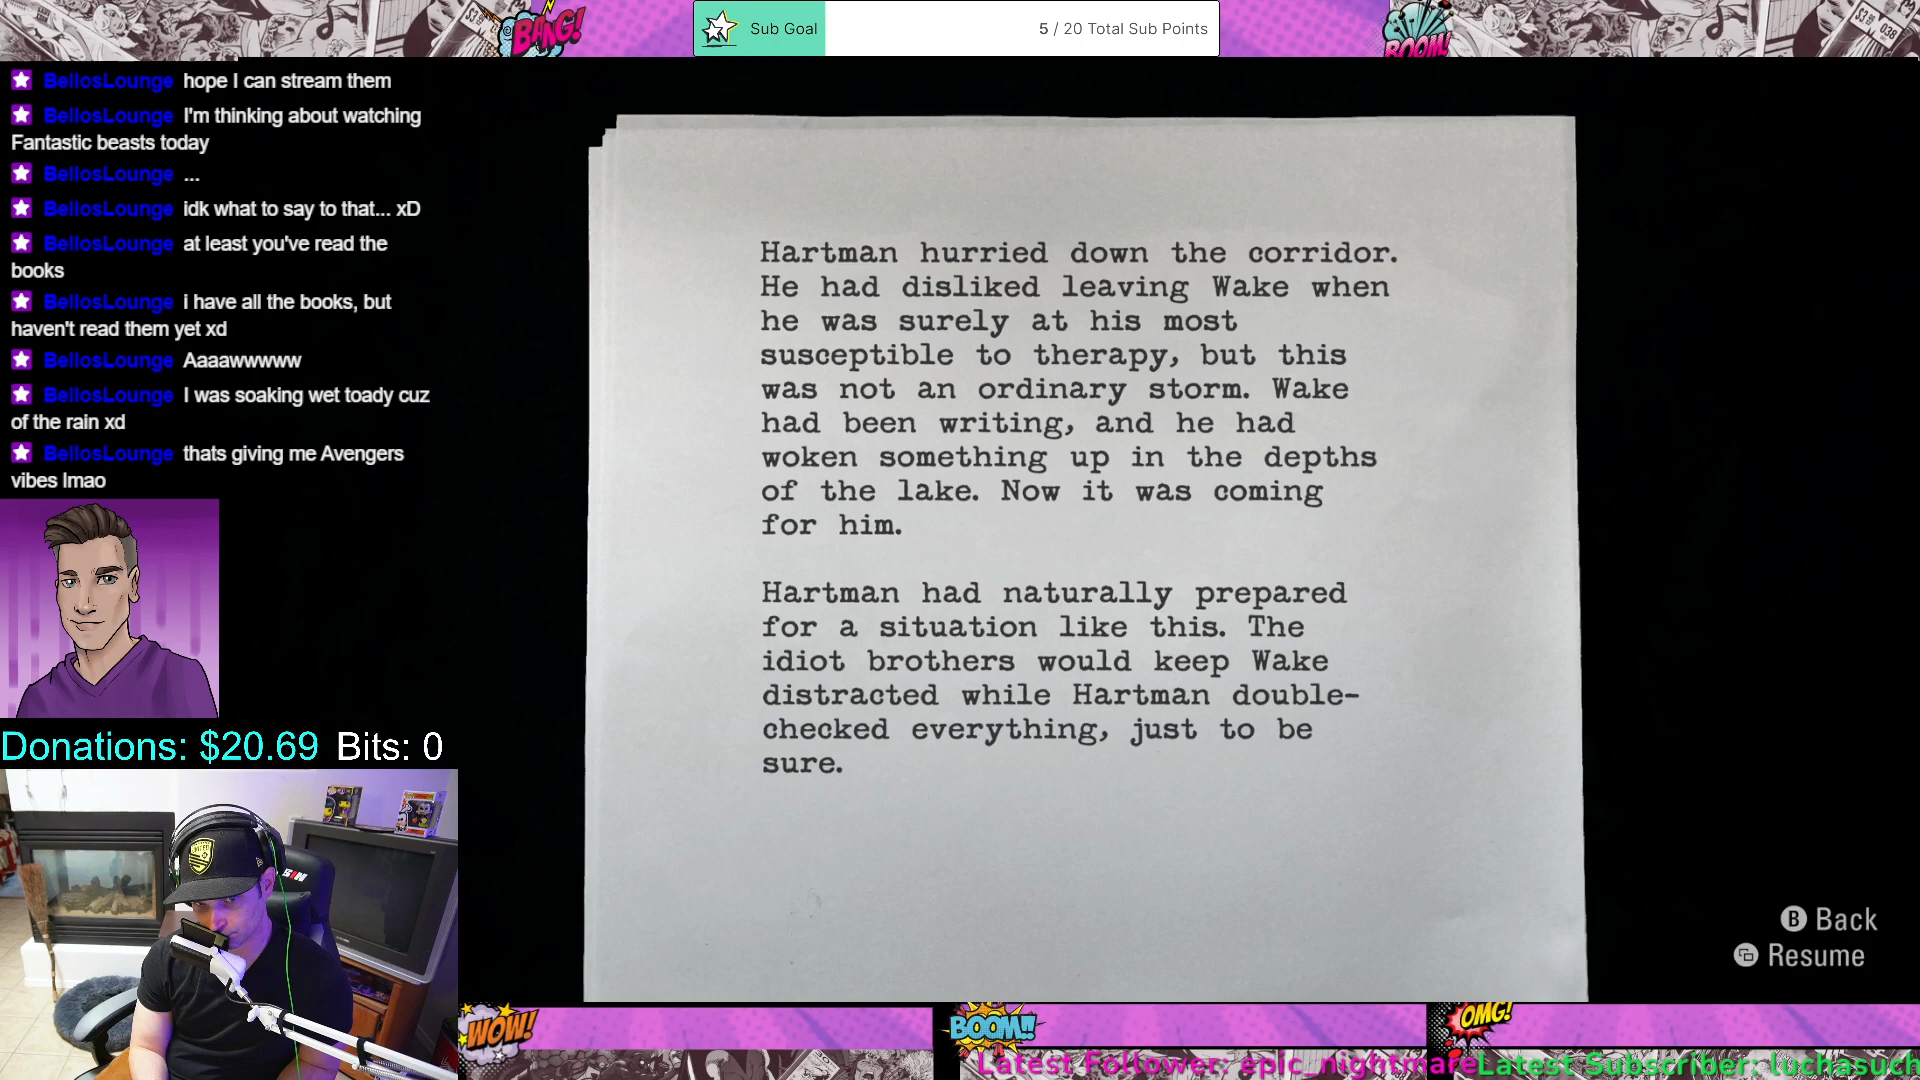 BANG!
Sub Goal
5 / 20 Total Sub Points
BOOM!
BellosLounge hope I can stream them
BellosLounge I'm thinking about watching
Fantastic beasts today
BellosLounge ...
BellosLounge idk what to say to that... xD
BellosLounge at least you've read the
books
BellosLounge i have all the books, but
haven't read them yet xd
BellosLounge Aaaawwwww
BellosLounge I was soaking wet toady cuz
of the rain xd
BellosLounge thats giving me Avengers
vibes lmao
Donations: $20.69 Bits: 0
Hartman hurried down the corridor.
He had disliked leaving Wake when
he was surely at his most
susceptible to therapy, but this
was not an ordinary storm. Wake
had been writing, and he had
woken something up in the depths
of the lake. Now it was coming
for him.
Hartman had naturally prepared
for a situation like this. The
idiot brothers would keep Wake
distracted while Hartman double-
checked everything, just to be
sure.
B Back
Resume
WOW!
BOOM!!
OMG!
Latest Follower: epic_nightmare
Latest Subscriber: luchasuch